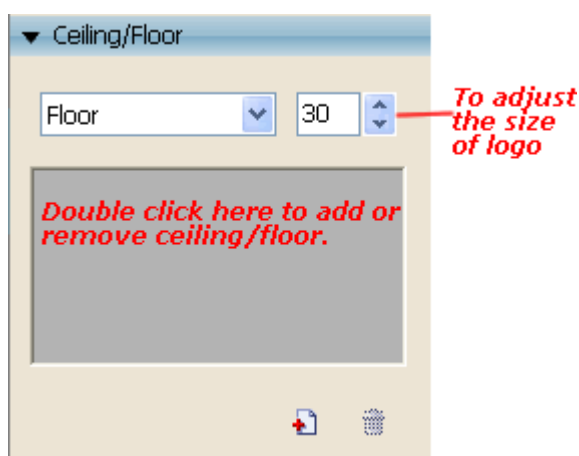 Ceiling/Floor
Floor
30
To adjust
the size
of logo
Double click here to add or
remove ceiling/floor.